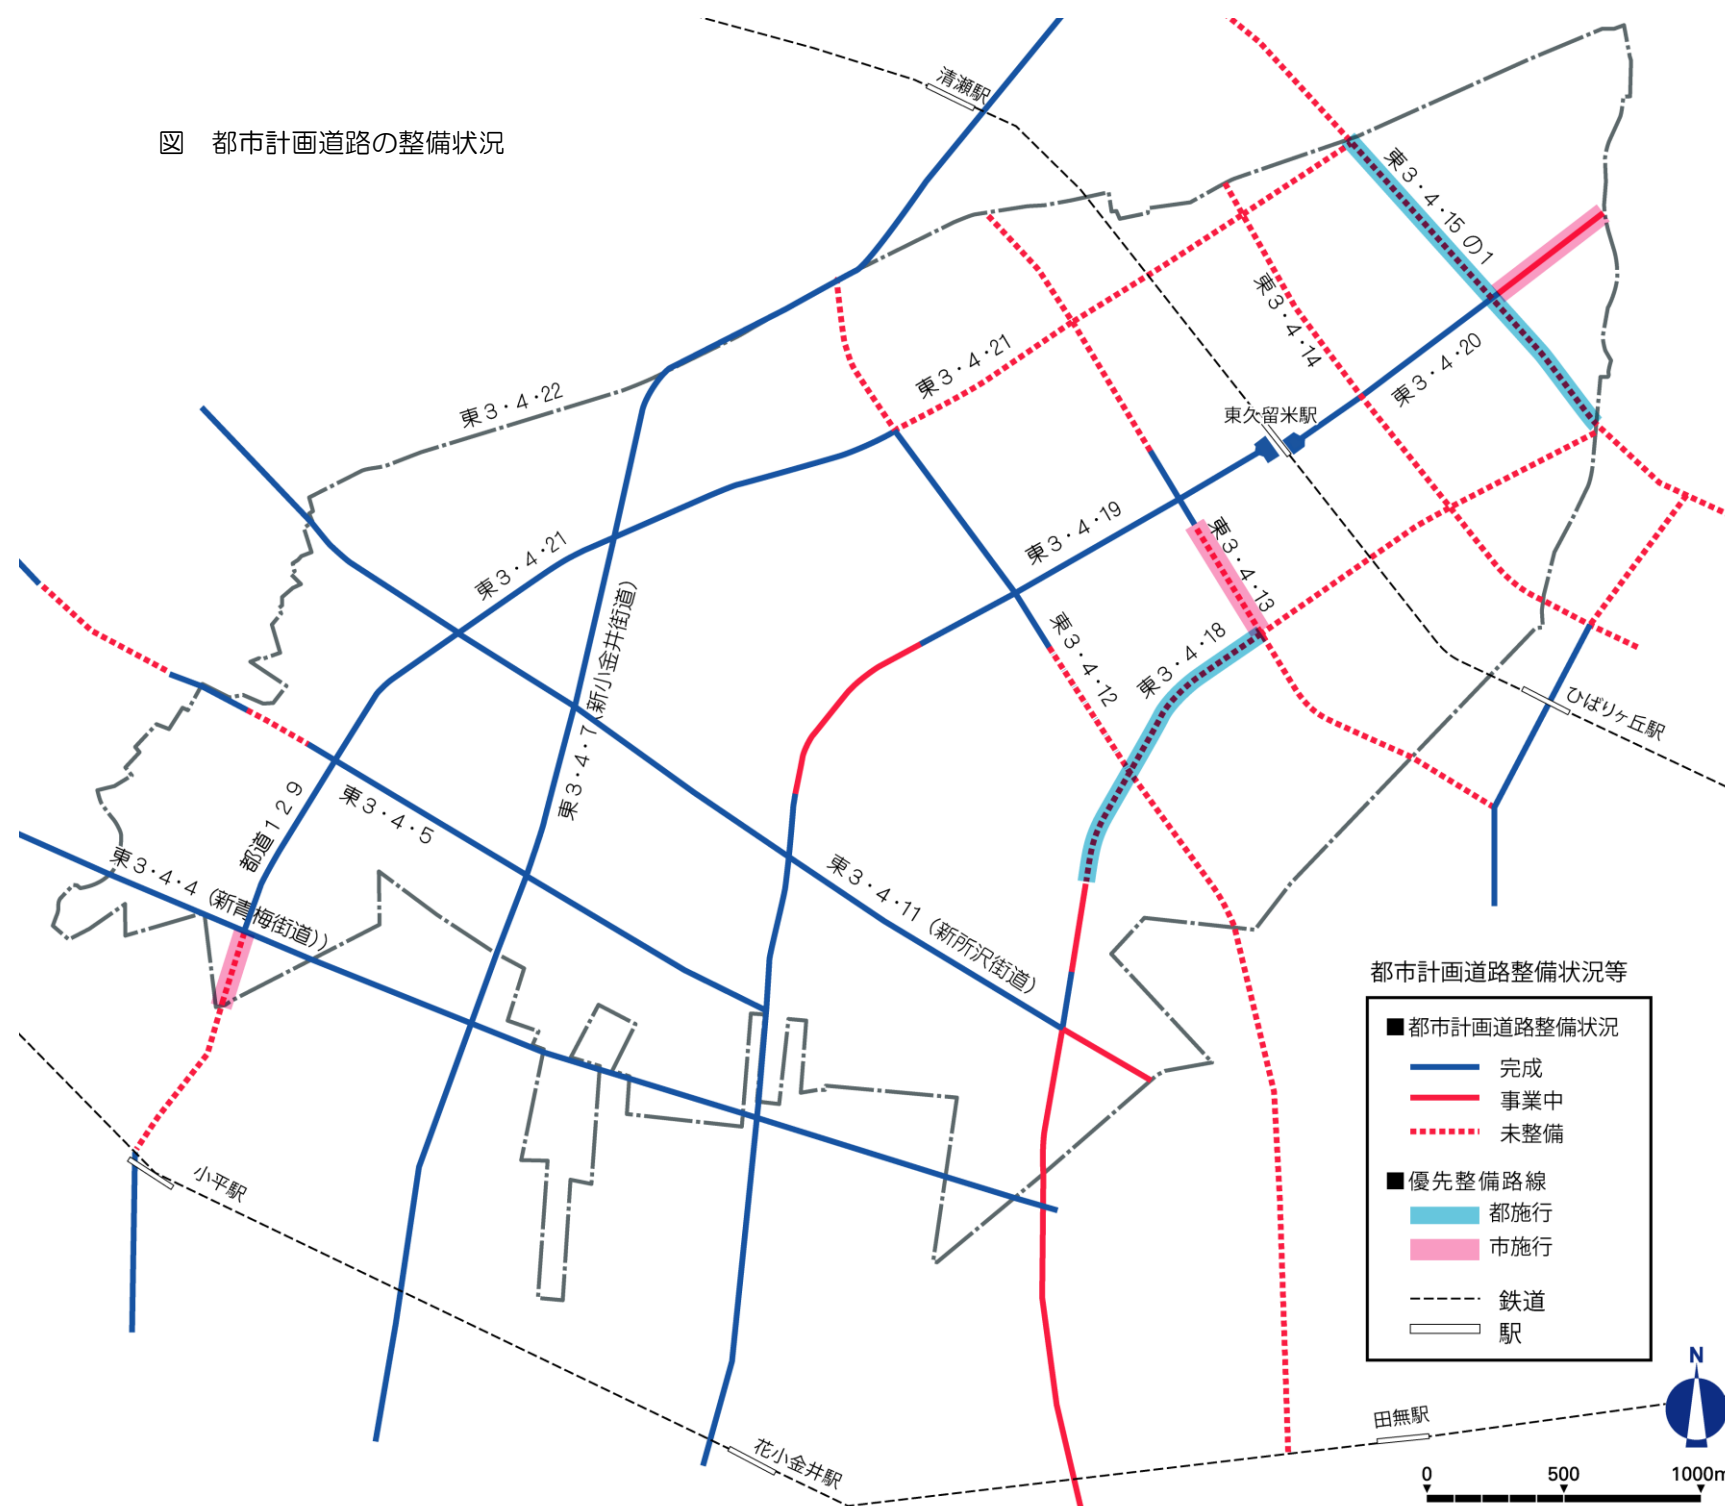 清瀬駅
図 都市計画道路の整備状況
東3・4・15の1
東3・4・14
東3・4・21
東3・4・20
東3・4・22
東久留米駅
東3・4・19
東3・4・13
東3・4・21
東3・4・7(新小金井街道)
東3・4・12
東3・4・18
ひばりヶ丘駅
都道129
東3・4・5
東3・4・4(新青梅街道))
東3・4・11(新所沢街道)
都市計画道路整備状況等
■都市計画道路整備状況
完成
事業中
未整備
■優先整備路線
都施行
市施行
鉄道
駅
小平駅
花小金井駅
田無駅
N
0 500 1000m